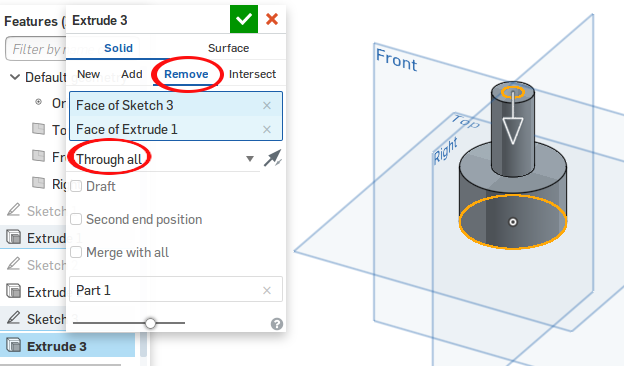 Features (
Filter by n
Default
Or
To
Fr
Rig
Sketch
Extrud
Sketch
Extrud
Sketch
Extrude 3
Extrude 3
Solid
Surface
New
Add
Remove
Intersect
Face of Sketch 3
Face of Extrude 1
Through all
Draft
Second end position
Merge with all
Part 1
Front
Top
Right